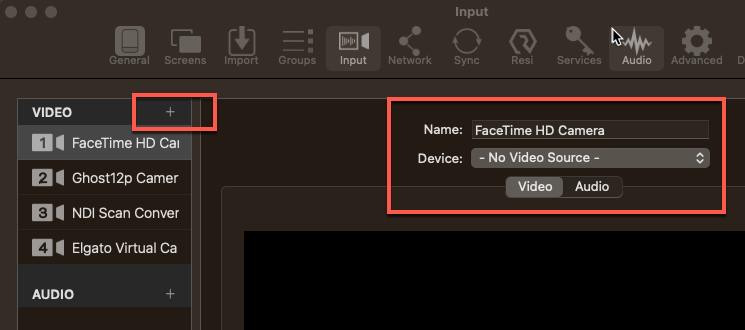 Input
General Screens Import Groups Input Network Sync Resi Services Audio Advanced D
VIDEO +
1 FaceTime HD Car
2 Ghost12p Camer
3 NDI Scan Conver
4 Elgato Virtual Ca
AUDIO +
Name: FaceTime HD Camera
Device: - No Video Source -
Video Audio